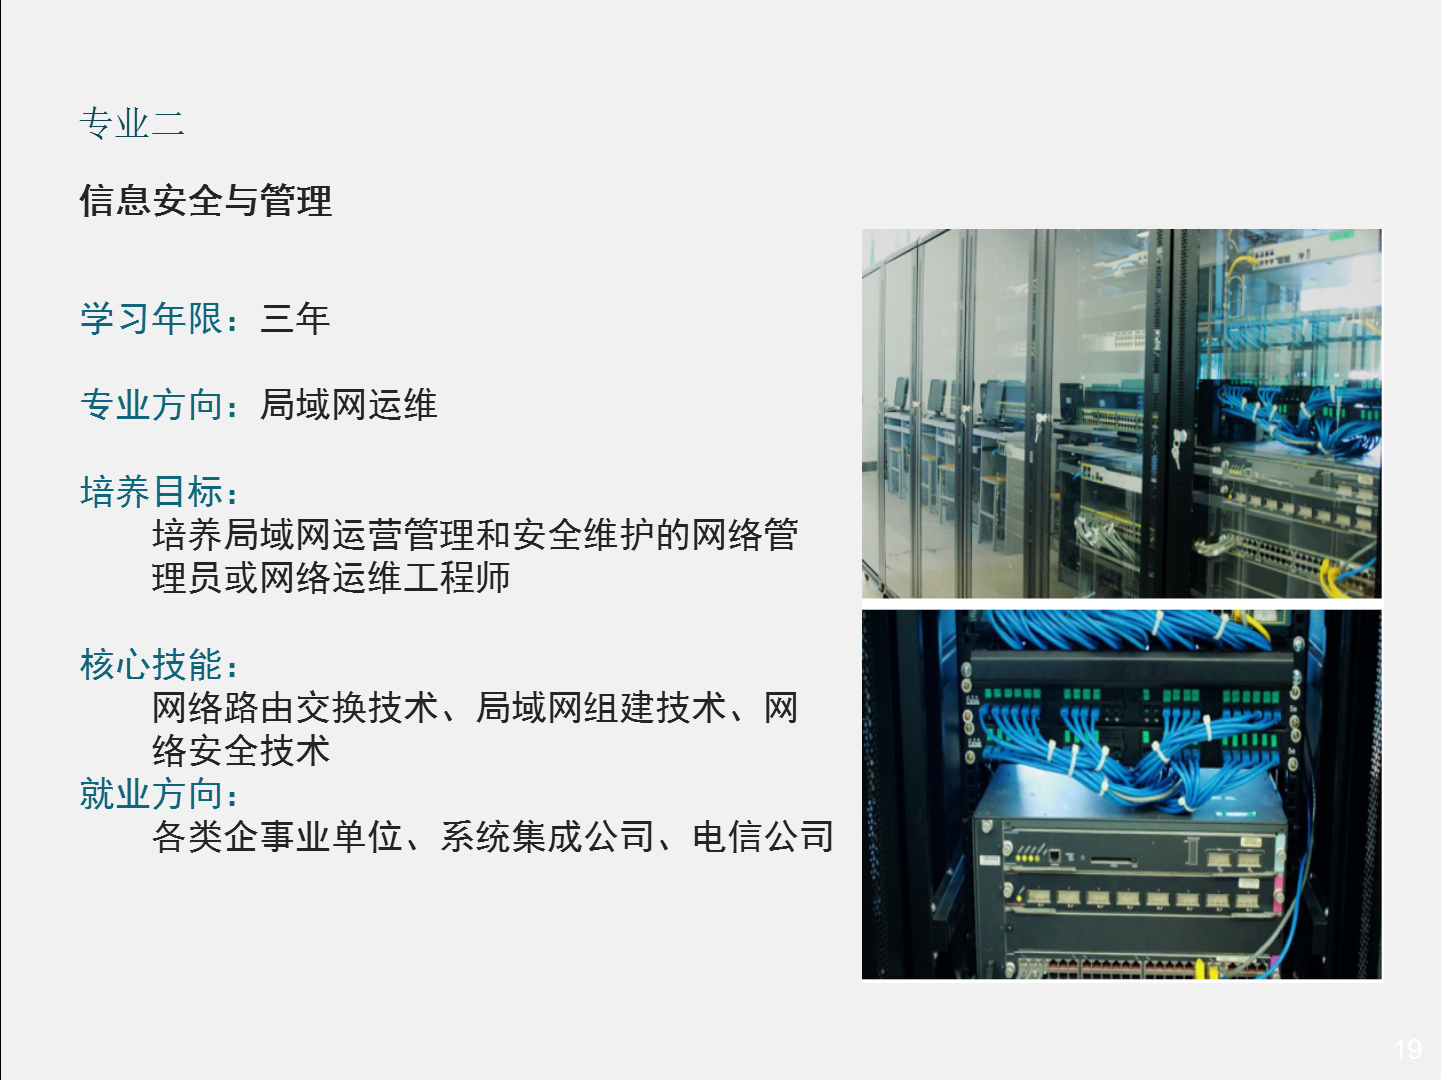 专业二
信息安全与管理
学习年限：三年
专业方向：局域网运维
培养目标：
培养局域网运营管理和安全维护的网络管
理员或网络运维工程师
核心技能：
网络路由交换技术、局域网组建技术、网
络安全技术
就业方向：
各类企事业单位、系统集成公司、电信公司
19